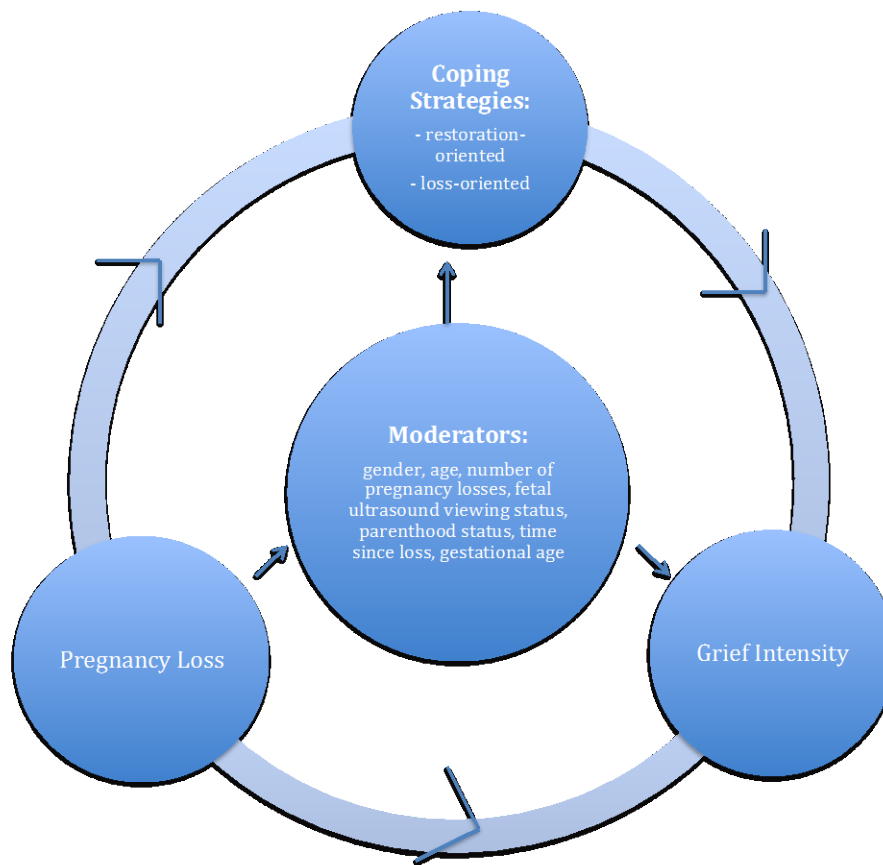 Coping
Strategies:
- restoration-
oriented
- loss-oriented
Moderators:
gender, age, number of
pregnancy losses, fetal
ultrasound viewing status,
parenthood status, time
since loss, gestational age
Pregnancy Loss
Grief Intensity